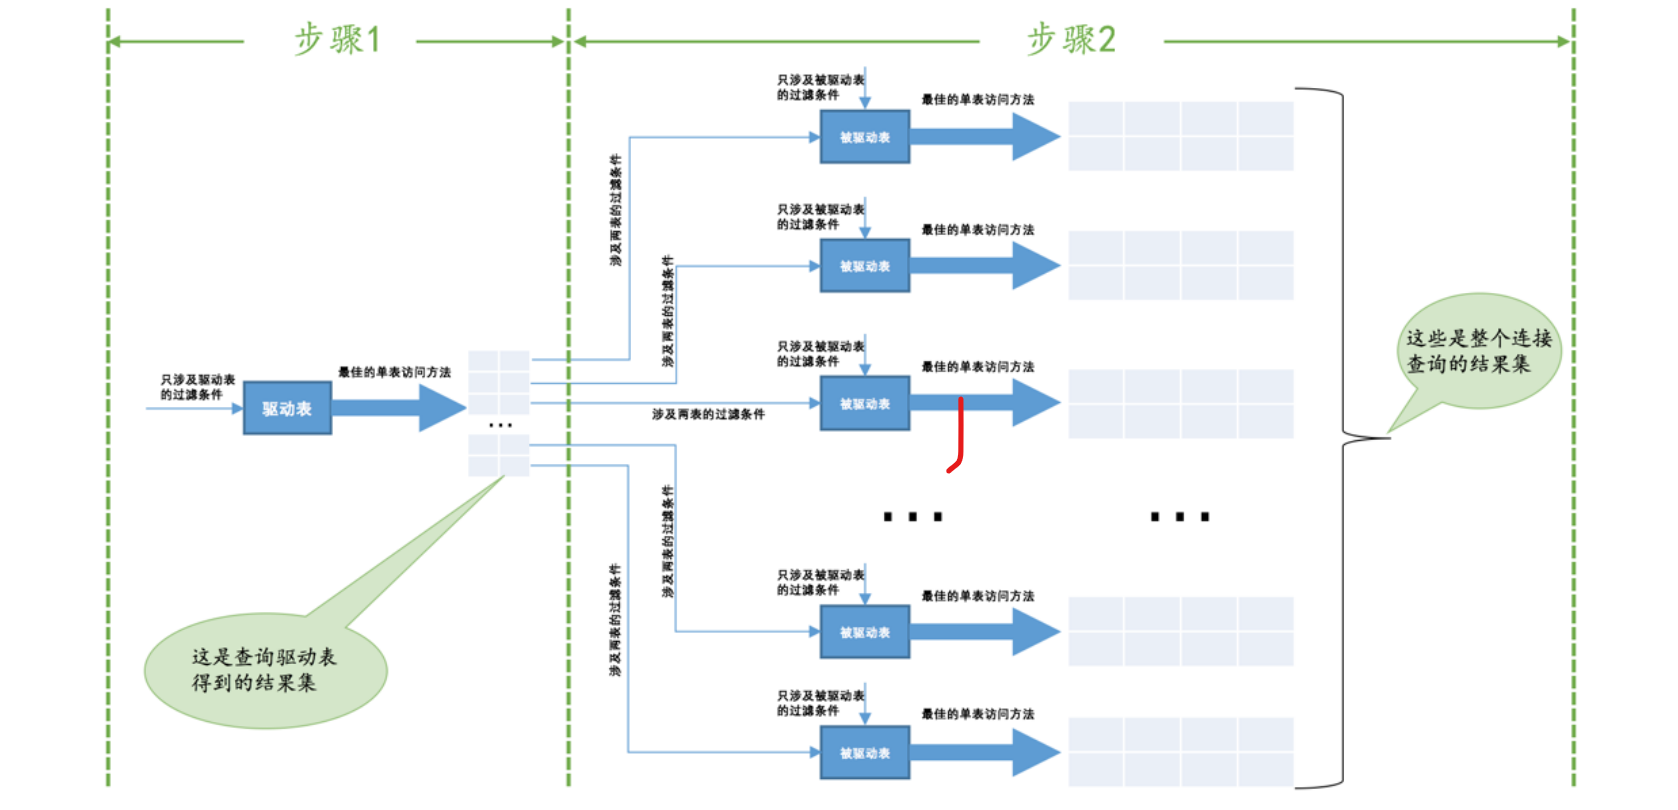 步骤1
步骤2
只涉及驱动表
的过滤条件
驱动表
最佳的单表访问方法
...
这是查询驱动表
得到的结果集
涉及两表的过滤条件
只涉及被驱动表
的过滤条件
被驱动表
最佳的单表访问方法
涉及两表的过滤条件
只涉及被驱动表
的过滤条件
被驱动表
最佳的单表访问方法
涉及两表的过滤条件
只涉及被驱动表
的过滤条件
被驱动表
最佳的单表访问方法
... ...
涉及两表的过滤条件
只涉及被驱动表
的过滤条件
被驱动表
最佳的单表访问方法
涉及两表的过滤条件
只涉及被驱动表
的过滤条件
被驱动表
最佳的单表访问方法
这些是整个连接
查询的结果集